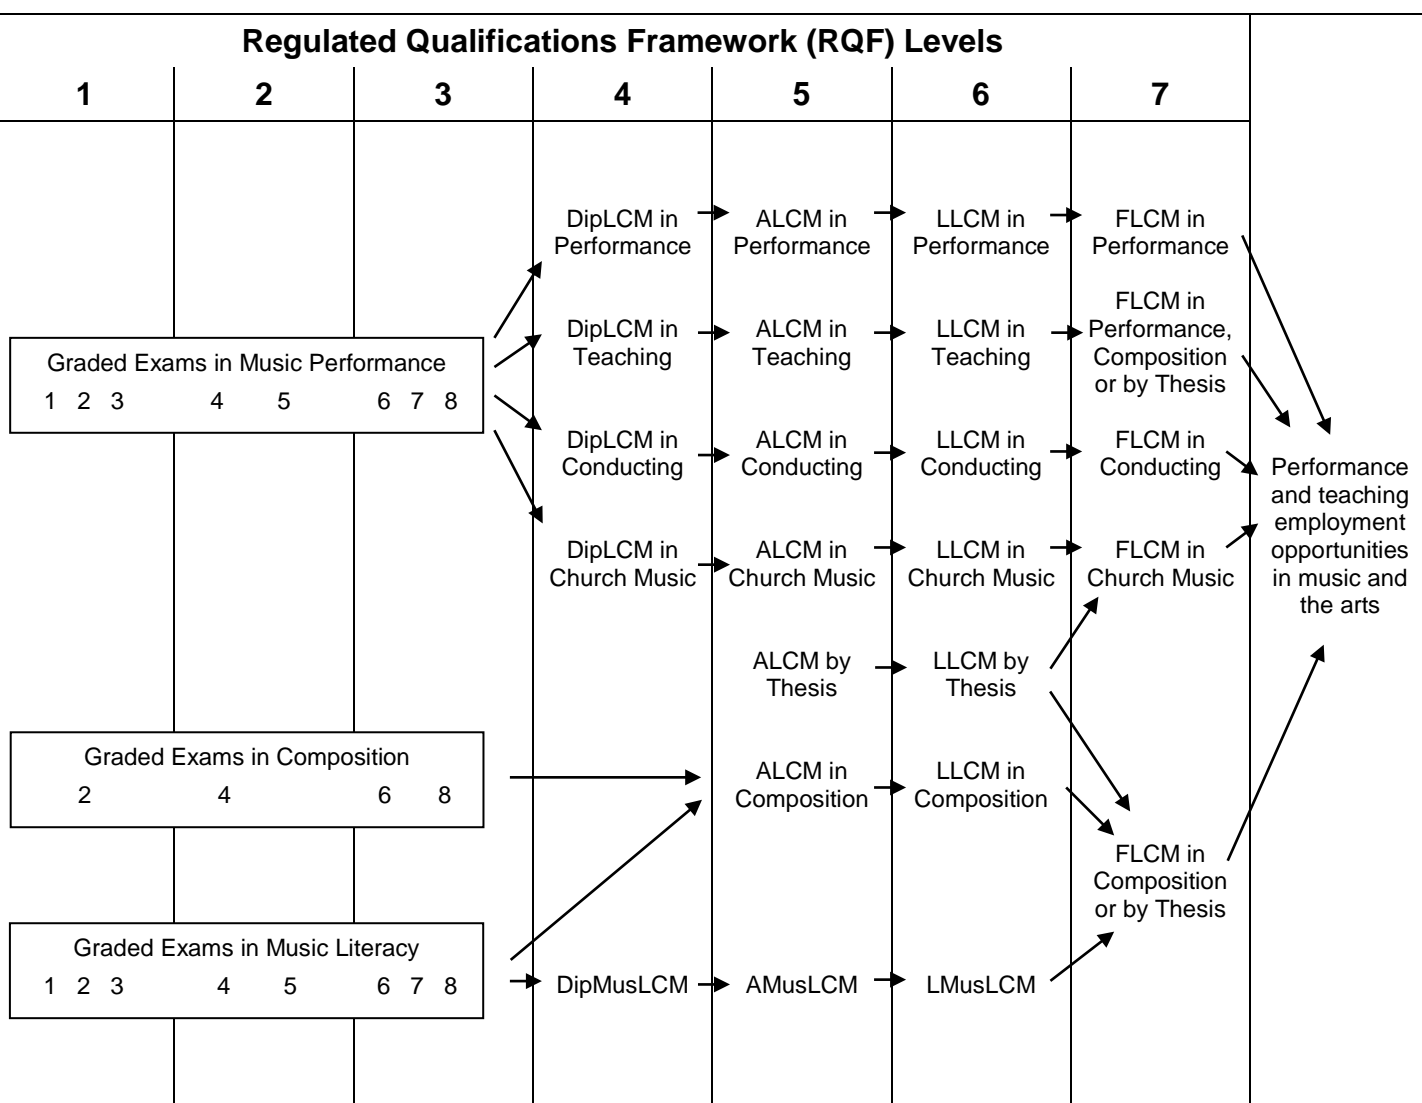 Regulated Qualifications Framework (RQF) Levels
1 2 3 4 5 6 7
DipLCM in
Performance
ALCM in
Performance
LLCM in
Performance
FLCM in
Performance
Graded Exams in Music Performance
1 2 3 4 5 6 7 8
DipLCM in
Teaching
ALCM in
Teaching
LLCM in
Teaching
FLCM in
Performance,
Composition
or by Thesis
DipLCM in
Conducting
ALCM in
Conducting
LLCM in
Conducting
FLCM in
Conducting
Performance
and teaching
employment
opportunities
in music and
the arts
DipLCM in
Church Music
ALCM in
Church Music
LLCM in
Church Music
FLCM in
Church Music
ALCM by
Thesis
LLCM by
Thesis
Graded Exams in Composition
2 4 6 8
ALCM in
Composition
LLCM in
Composition
FLCM in
Composition
or by Thesis
Graded Exams in Music Literacy
1 2 3 4 5 6 7 8
DipMusLCM
AMusLCM
LMusLCM